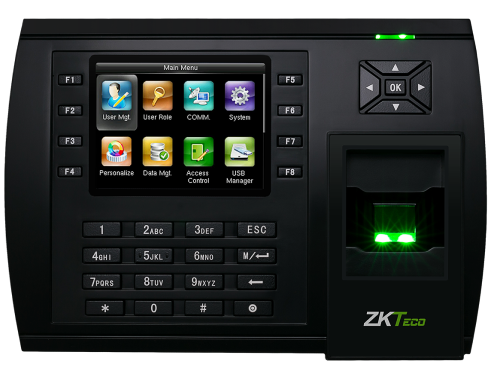 Main Menu
User Mgt.
User Role
COMM.
System
Personalize
Data Mgt.
Access
Control
USB
Manager
F1
F2
F3
F4
F5
F6
F7
F8
OK
1
2ABC
3DEF
ESC
4GHI
5JKL
6MNO
M/
7PQRS
8TUV
9WXYZ
*
0
#
ZKTECO